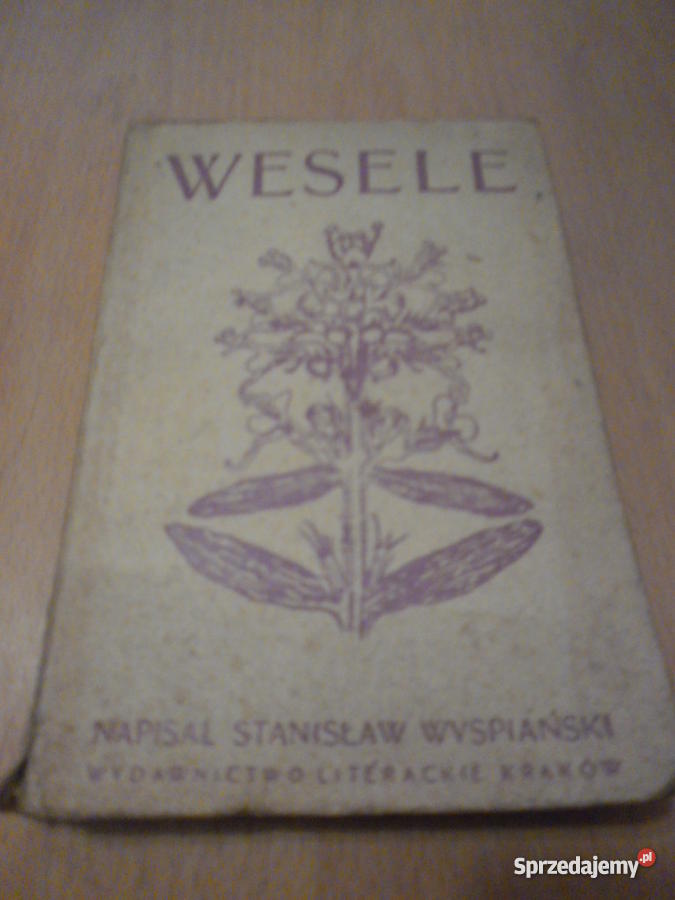 WESELE
NAPISAŁ STANISŁAW WYSPIAŃSKI
WYDAWNICTWO LITERACKIE KRAKÓW
Sprzedajemy.pl